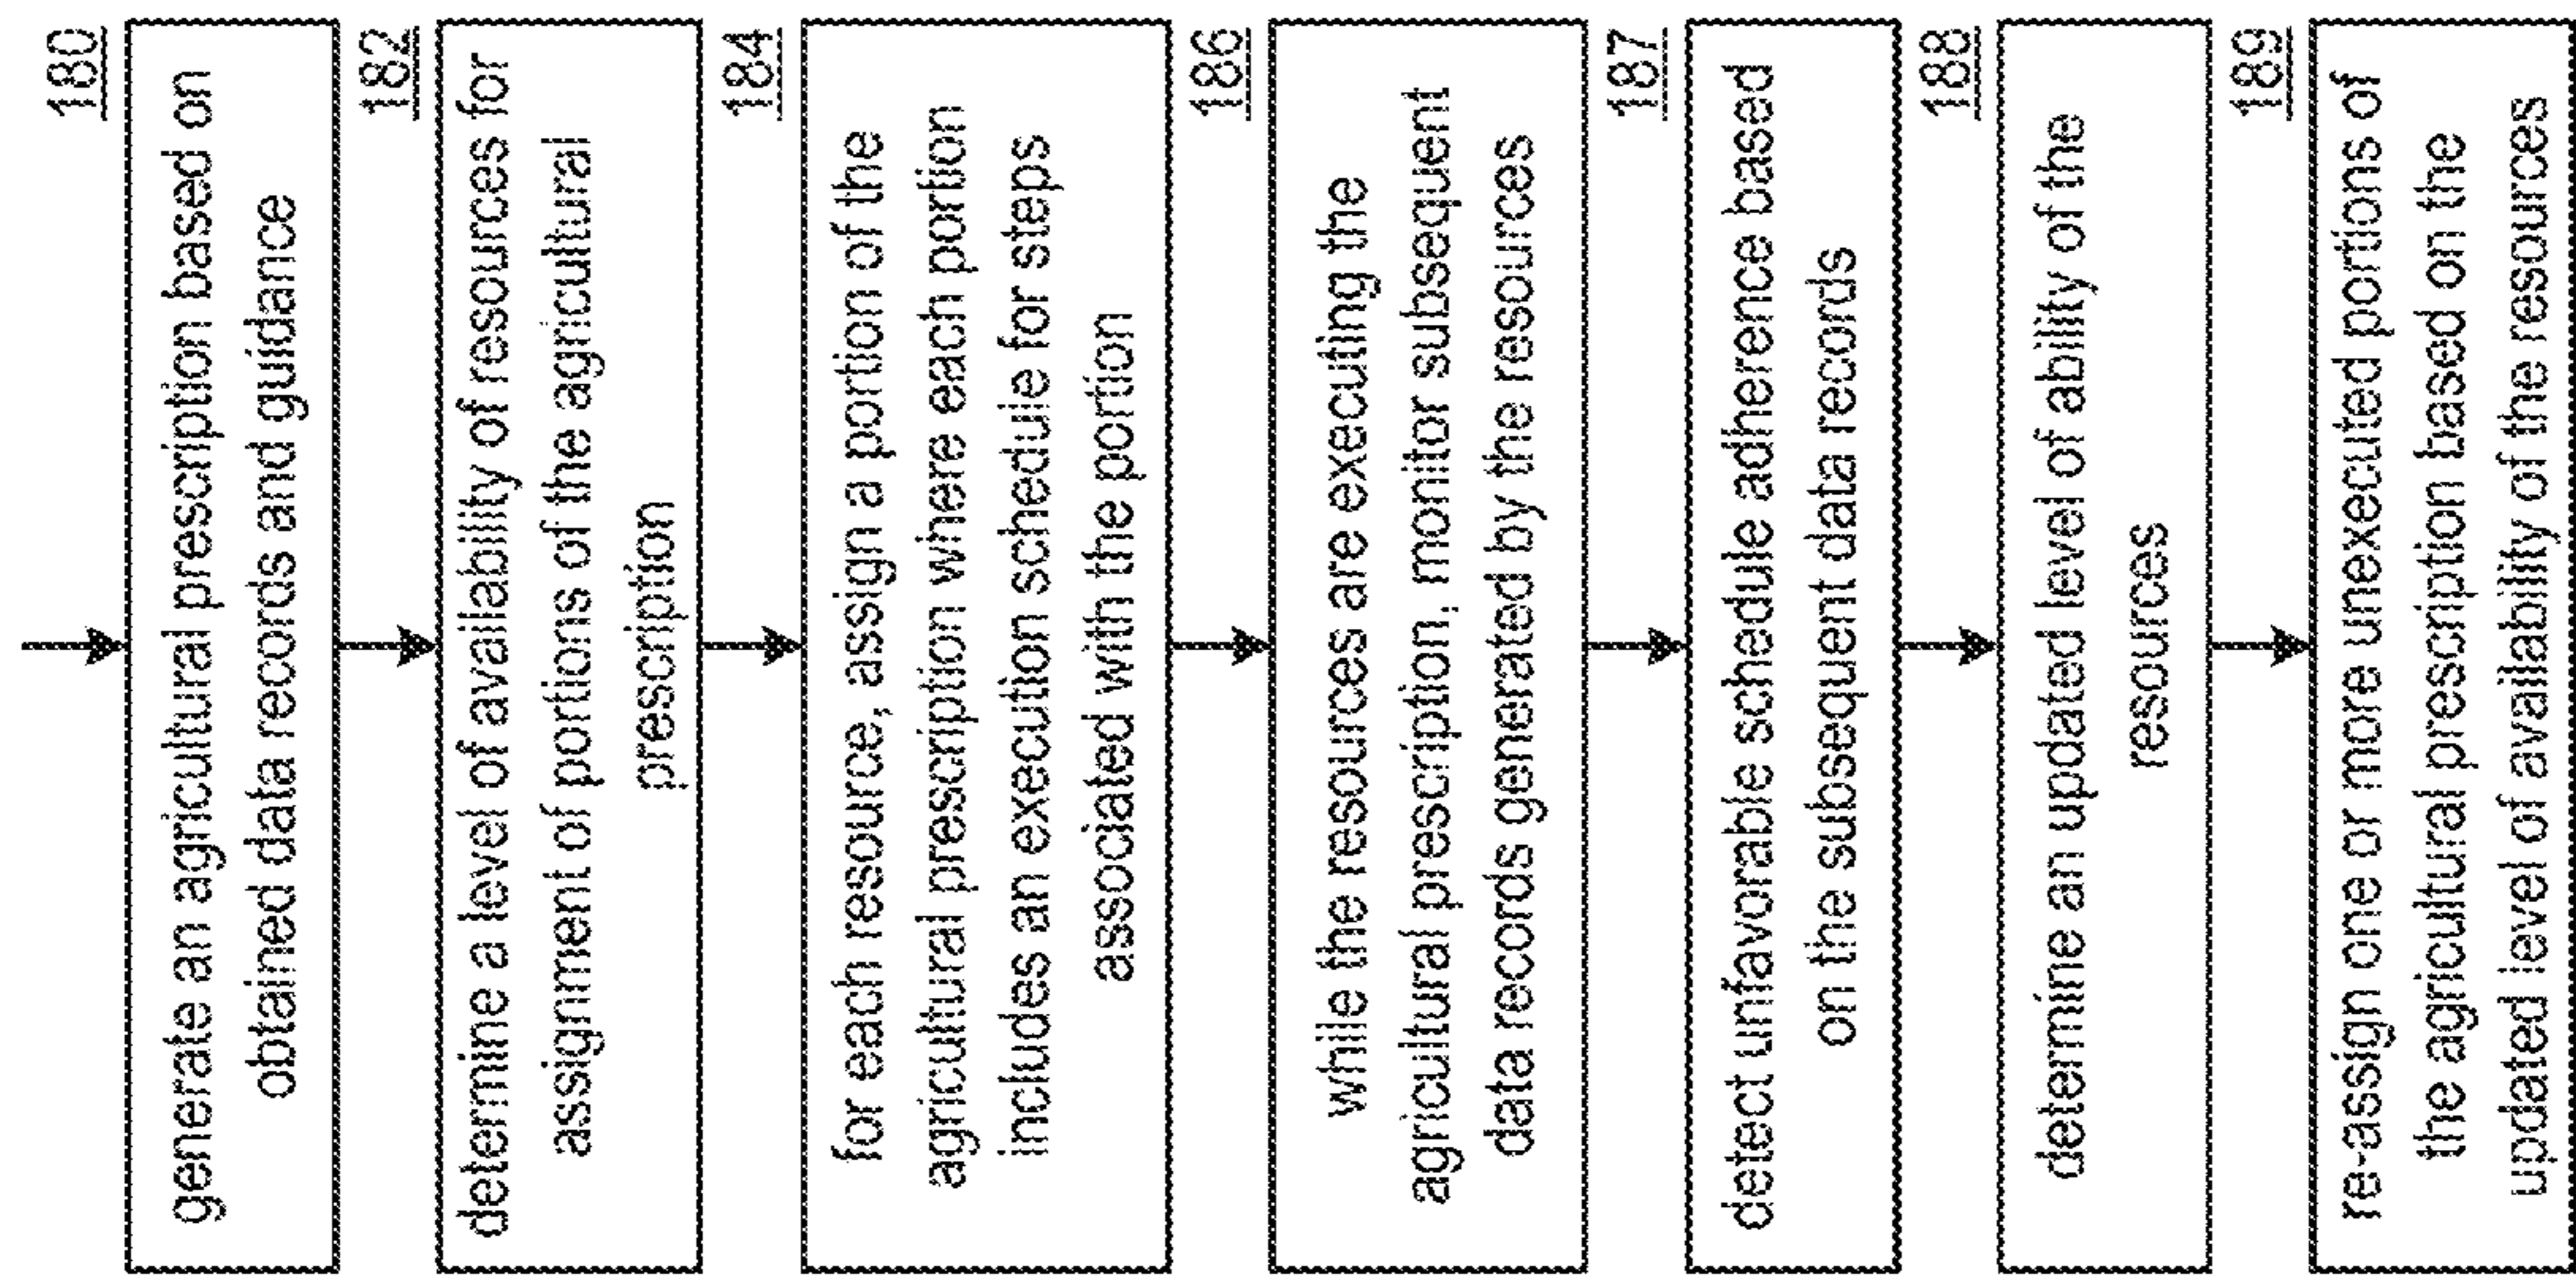 180
generate an agricultural prescription based on
obtained data records and guidance
182
determine a level of availability of resources for
assignment of portions of the agricultural
prescription
184
for each resource, assign a portion of the
agricultural prescription where each portion
includes an execution schedule for steps
associated with the portion
186
while the resources are executing the
agricultural prescription, monitor subsequent
data records generated by the resources
187
detect unfavorable schedule adherence based
on the subsequent data records
188
determine an updated level of ability of the
resources
189
re-assign one or more unexecuted portions of
the agricultural prescription based on the
updated level of availability of the resources